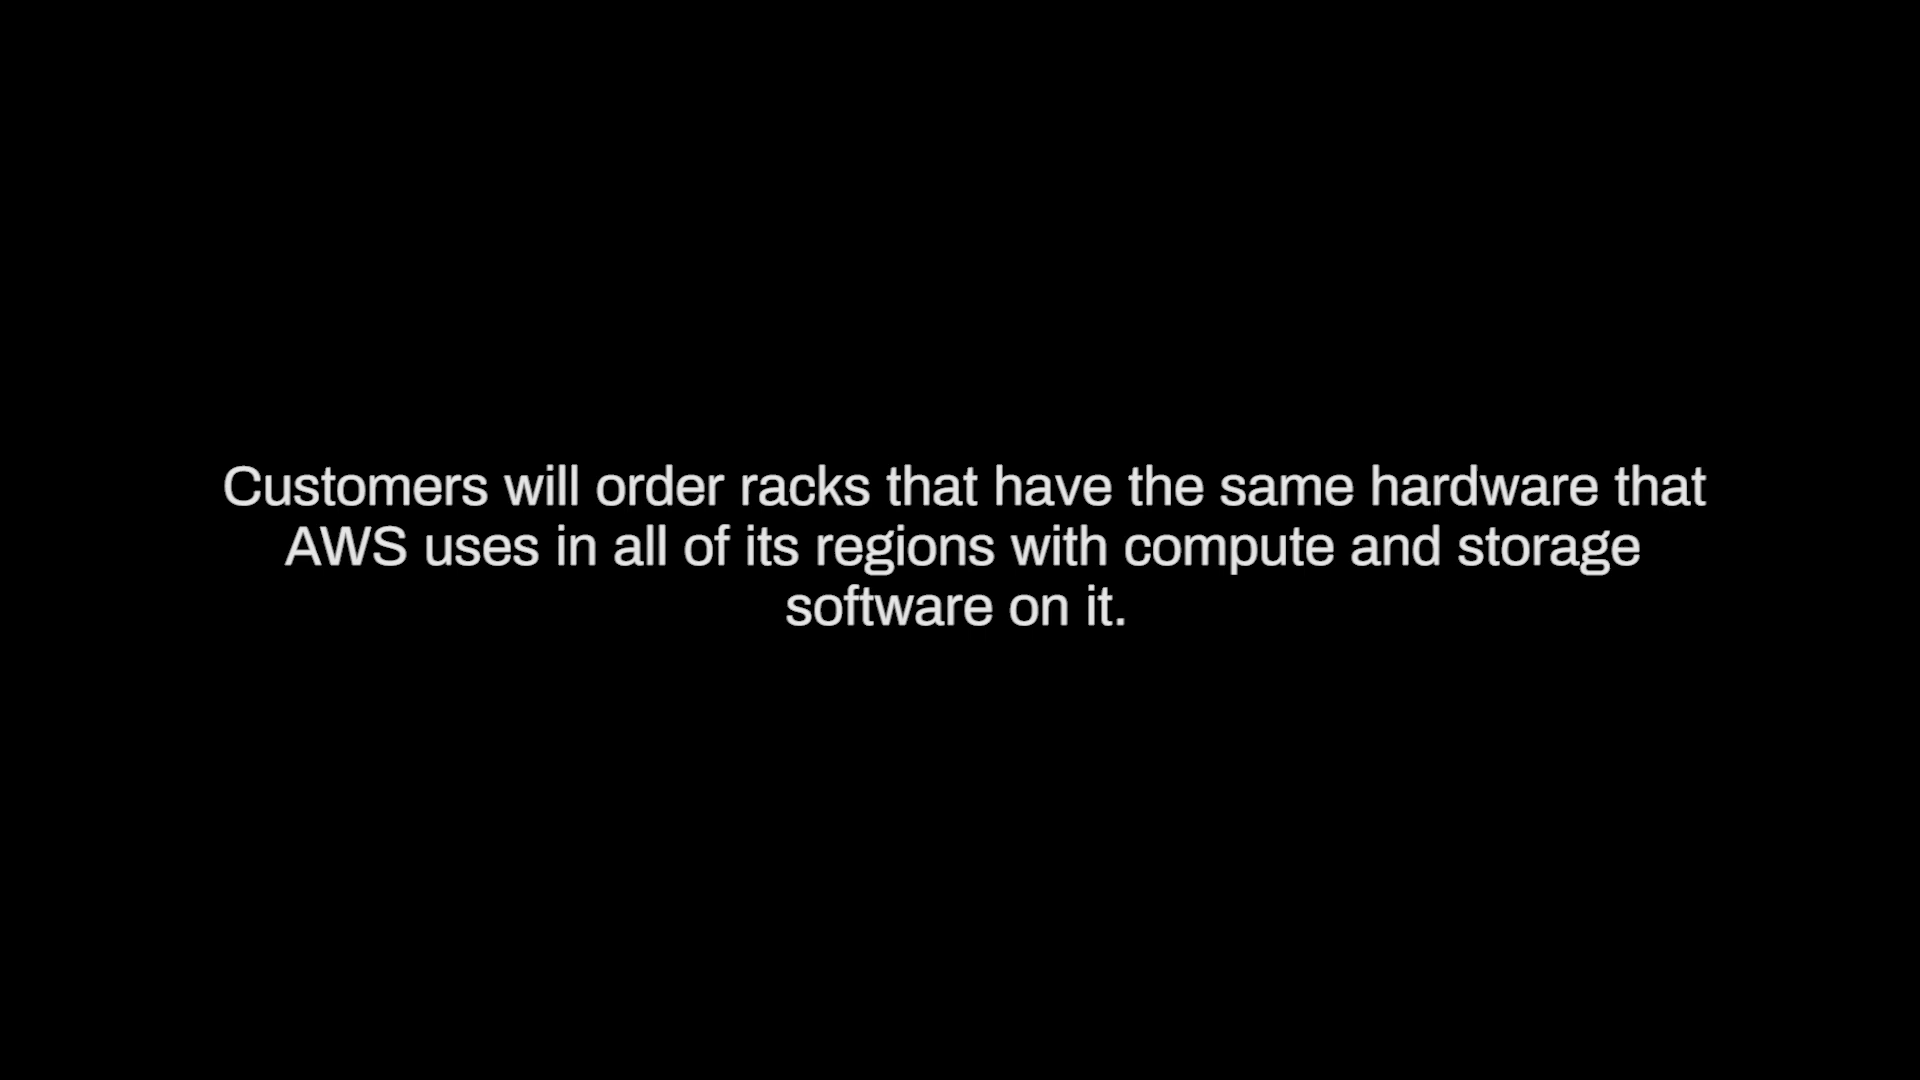 Customers will order racks that have the same hardware that
AWS uses in all of its regions with compute and storage
software on it.